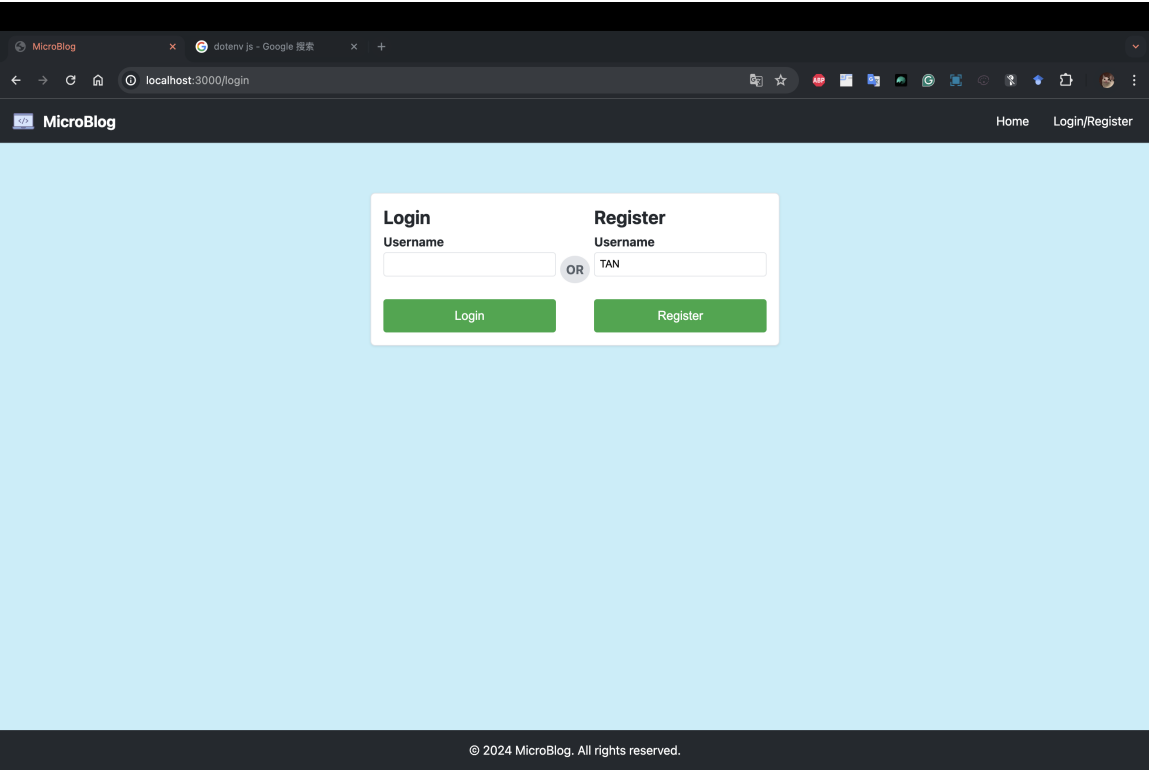 MicroBlog
dotenv js - Google 搜索
localhost:3000/login
ABP
</> MicroBlog
Home
Login/Register
Login
Username
Login
OR
Register
Username
TAN
Register
© 2024 MicroBlog. All rights reserved.